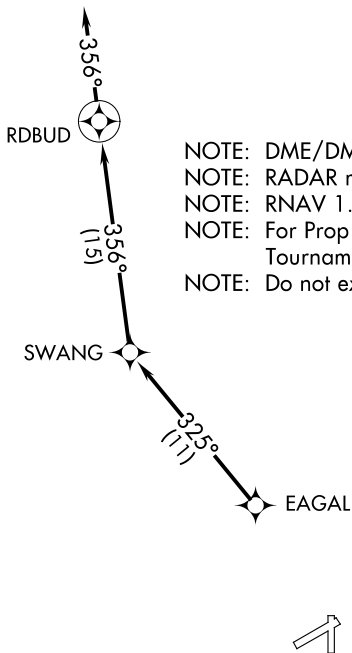 356°
RDBUD
NOTE: DME/DM
NOTE: RADAR
NOTE: RNAV 1.
NOTE: For Prop
Tournam
NOTE: Do not ex
356°
(15)
SWANG
325°
(11)
EAGAL